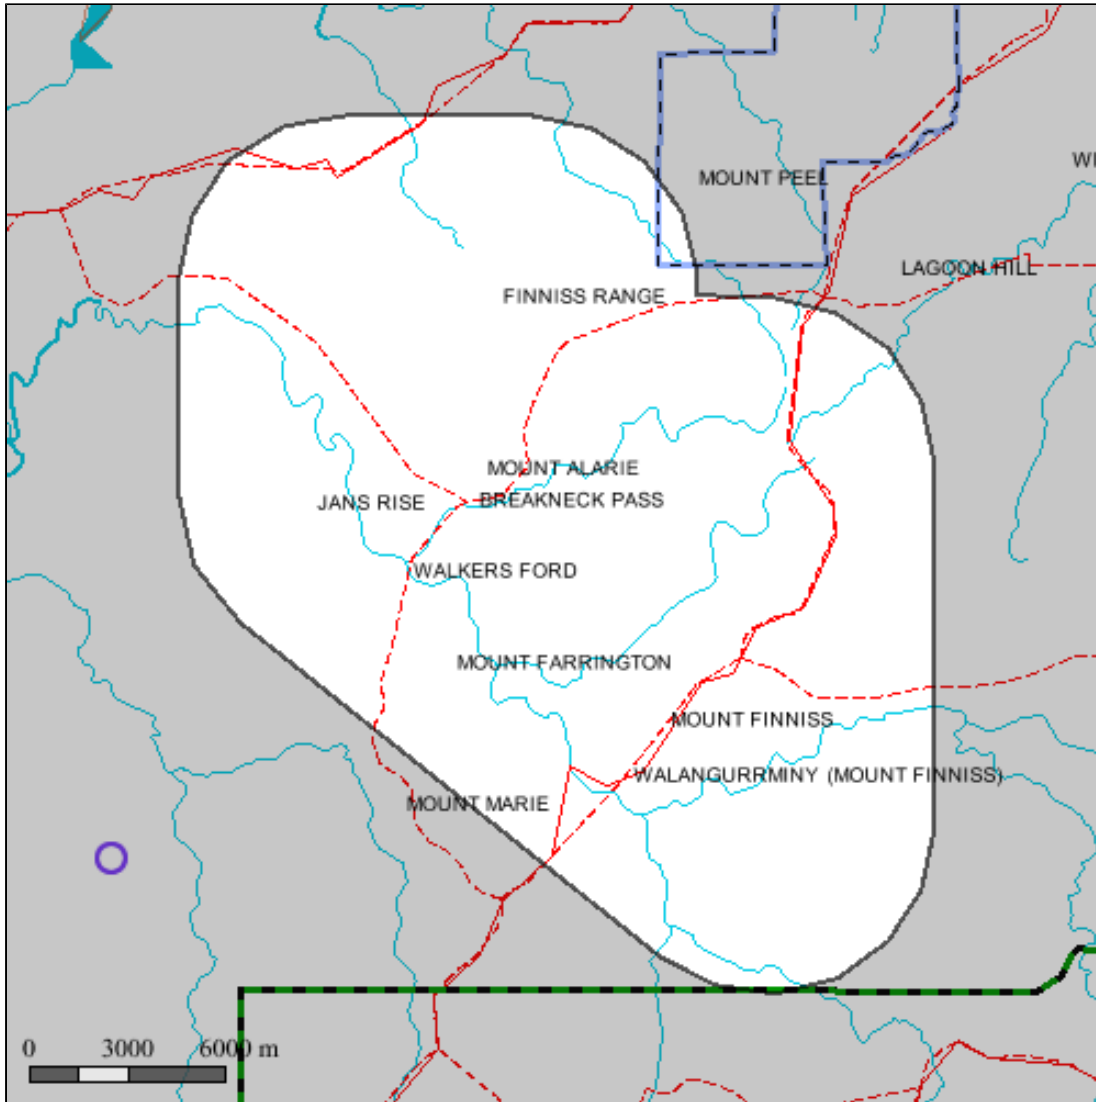 WI
MOUNT PEEL
LAGOON HILL
FINNISS RANGE
MOUNT ALARIE
BREAKNECK PASS
JANS RISE
WALKERS FORD
MOUNT FARRINGTON
MOUNT FINNISS
WALANGURRMINY (MOUNT FINNISS)
MOUNT MARIE
0 3000 6000 m